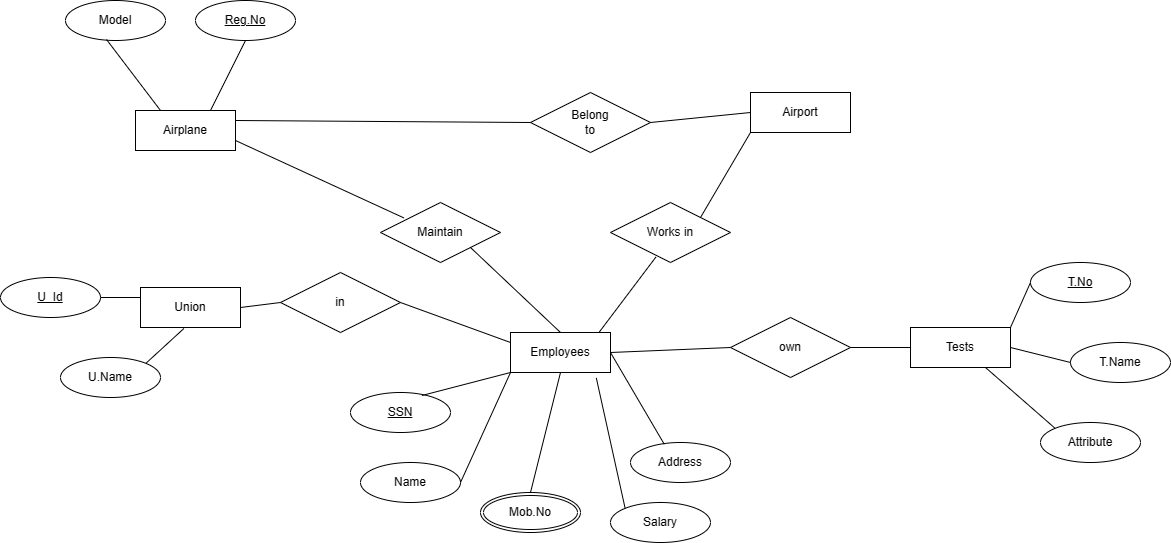 Model
Reg.No
Airplane
Belong
to
Airport
Maintain
Works in
U_Id
Union
in
T.No
Employees
own
Tests
T.Name
U.Name
SSN
Attribute
Name
Address
Mob.No
Salary